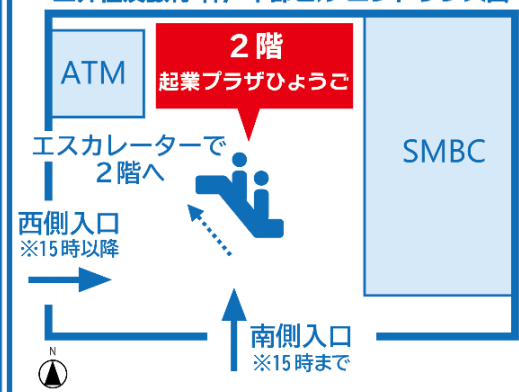 2階
起業プラザひょうご
ATM
エスカレーターで
2階へ
SMBC
西側入口
※15時以降
南側入口
※15時まで
N